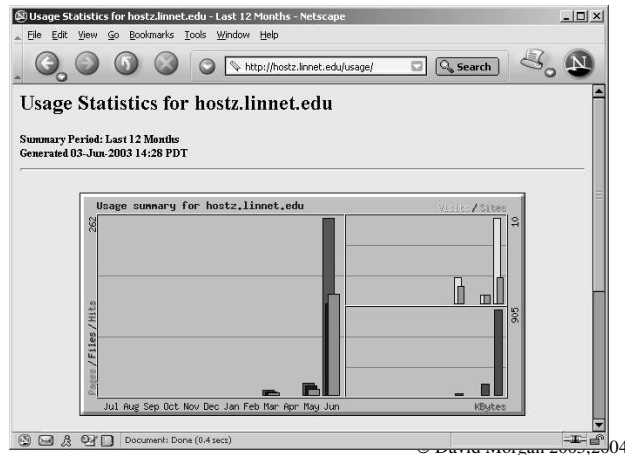 Usage Statistics for hostz.linnet.edu - Last 12 Months - Netscape
File Edit View Go Bookmarks Tools Window Help
http://hostz.linnet.edu/usage/
Search
N
Usage Statistics for hostz.linnet.edu
Summary Period: Last 12 Months
Generated 03-Jun-2003 14:28 PDT
Usage summary for hostz.linnet.edu
Visits/Sites
262
10
Pages/Files/Hits
905
Jul Aug Sep Oct Nov Dec Jan Feb Mar Apr May Jun
KBytes
Document: Done (0.4 secs)
© David Morgan 2003,2004